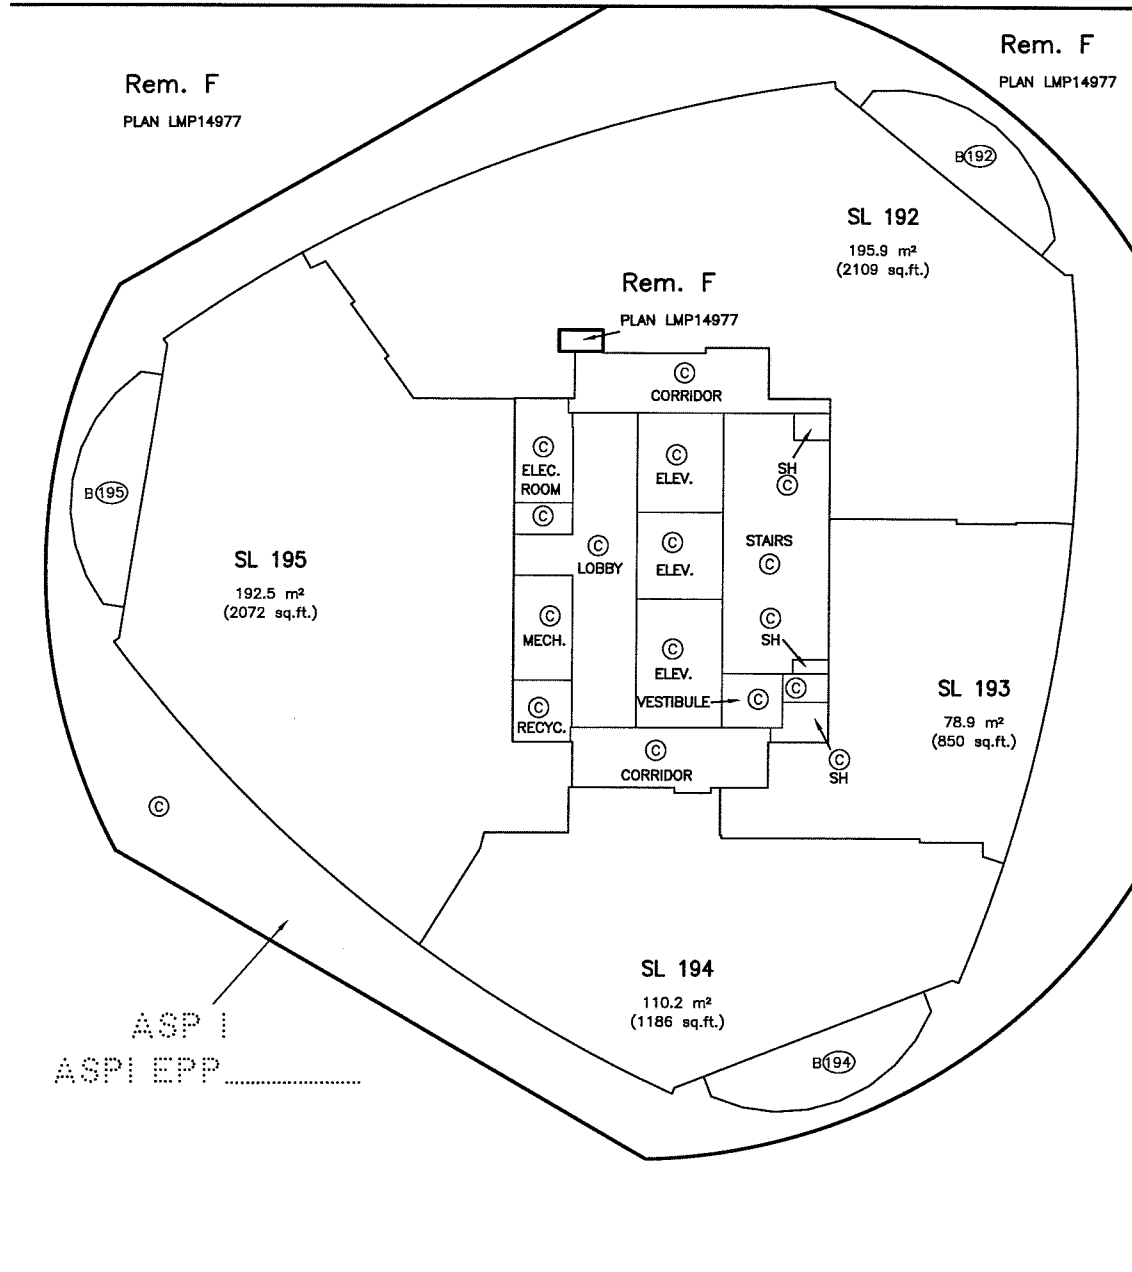 Rem. F
PLAN LMP14977
Rem. F
PLAN LMP14977
B 192
SL 192
195.9 m²
(2109 sq.ft.)
Rem. F
PLAN LMP14977
C
CORRIDOR
C
ELEC.
ROOM
C
C
ELEV.
SH
C
C
LOBBY
C
ELEV.
STAIRS
C
B 195
SL 195
192.5 m²
(2072 sq.ft.)
C
MECH.
C
ELEV.
C
SH
C
RECYC.
VESTIBULE
C
C
SL 193
78.9 m²
(850 sq.ft.)
C
CORRIDOR
C
SH
C
SL 194
110.2 m²
(1186 sq.ft.)
B 194
ASP I
ASPI EPP